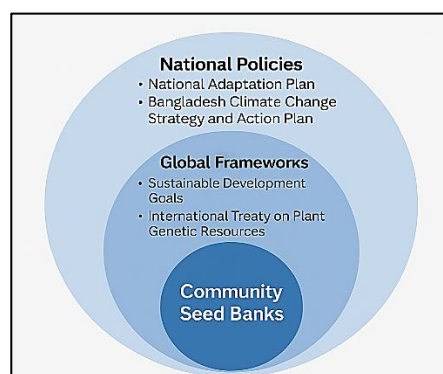 National Policies
• National Adaptation Plan
• Bangladesh Climate Change
Strategy and Action Plan
Global Frameworks
• Sustainable Development
Goals
• International Treaty on Plant
Genetic Resources
Community
Seed Banks